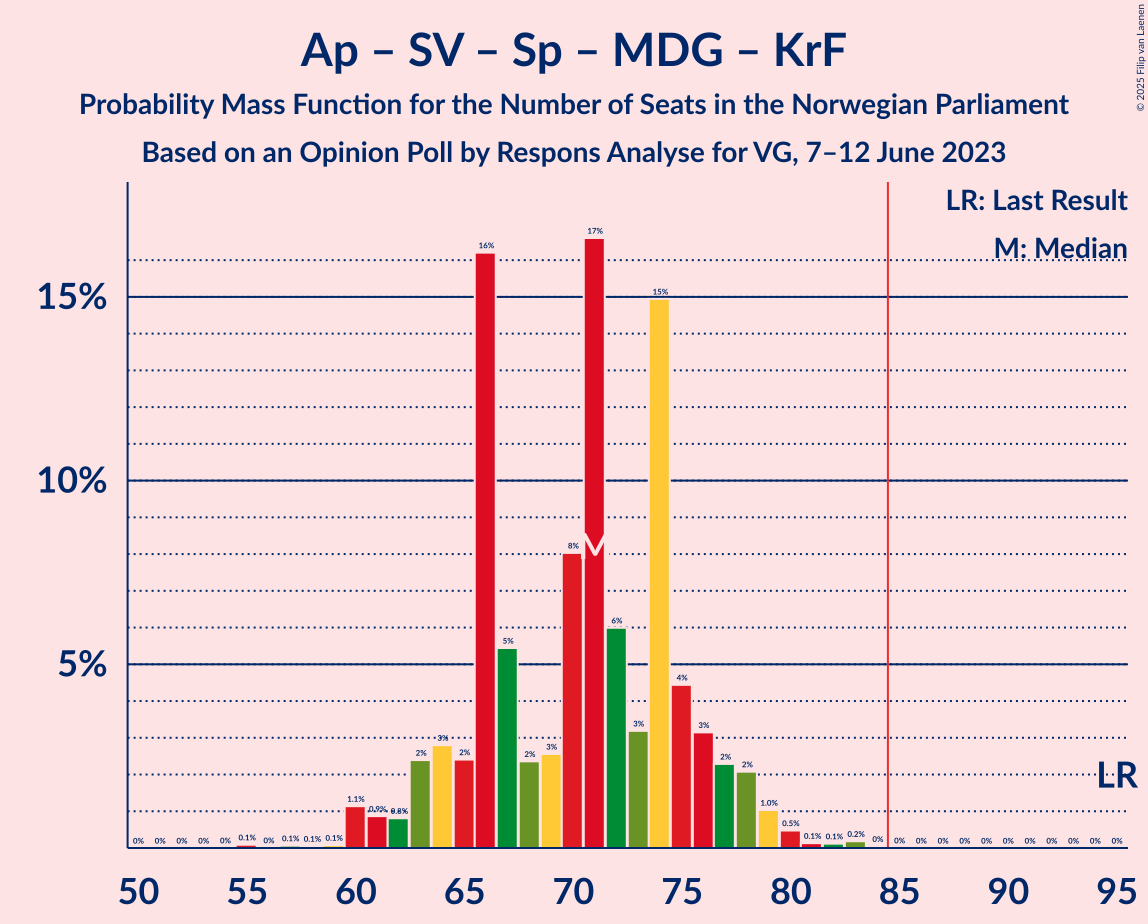 Ap – SV – Sp – MDG – KrF
Probability Mass Function for the Number of Seats in the Norwegian Parliament
Based on an Opinion Poll by Respons Analyse for VG, 7–12 June 2023
© 2025 Filip van Laenen
LR: Last Result
M: Median
15%
10%
5%
0% 0% 0% 0% 0% 0.1% 0% 0.1% 0.1% 0.1% 1.1% 0.9% 0.8% 2% 3% 2% 16% 5% 2% 3% 8% 17% 6% 3% 15% 4% 3% 2% 2% 1.0% 0.5% 0.1% 0.1% 0.2% 0% 0% 0% 0% 0% 0% 0% 0% 0% 0% 0% 0%
M
LR
50 55 60 65 70 75 80 85 90 95